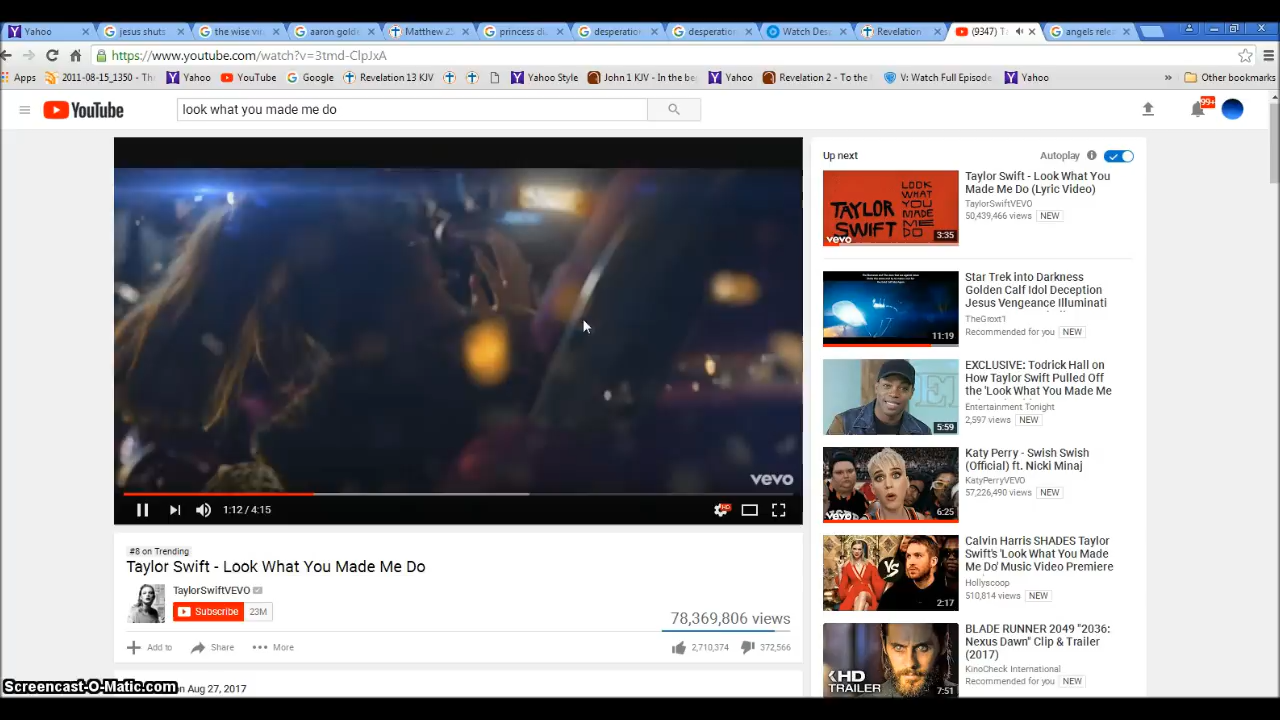 Yahoo
jesus shuts
the wise vi
aaron gold
Matthew 2
princess du
desperation
desperation
Watch Des
Revelation
(9347) T
angels rele
https://www.youtube.com/watch?v=3tmd-ClpJxA
Apps
2011-08-15_1350 - Th
Yahoo
YouTube
Google
Revelation 13 KJV
Yahoo Style
John 1 KJV - In the be
Yahoo
Revelation 2 - To the
V: Watch Full Episode
Yahoo
»
Other bookmarks
YouTube
look what you made me do
99+
vevo
1:12 / 4:15
HD
#8 on Trending
Taylor Swift - Look What You Made Me Do
TaylorSwiftVEVO
Subscribe
23M
78,369,806 views
Add to
Share
More
2,710,374
372,566
n Aug 27, 2017
Screencast-O-Matic.com
Up next
Autoplay
TAYLOR
SWIFT
LOOK
WHAT
YOU
MADE
ME
DO
vevo
3:35
Taylor Swift - Look What You
Made Me Do (Lyric Video)
TaylorSwiftVEVO
50,439,466 views NEW
11:19
Star Trek into Darkness
Golden Calf Idol Deception
Jesus Vengeance Illuminati
TheGroxt1
Recommended for you NEW
5:59
EXCLUSIVE: Todrick Hall on
How Taylor Swift Pulled Off
the 'Look What You Made Me
Entertainment Tonight
2,597 views NEW
vevo
6:25
Katy Perry - Swish Swish
(Official) ft. Nicki Minaj
KatyPerryVEVO
57,226,490 views NEW
VS
2:17
Calvin Harris SHADES Taylor
Swift's 'Look What You Made
Me Do' Music Video Premiere
Hollyscoop
510,814 views NEW
KHD
TRAILER
7:51
BLADE RUNNER 2049 "2036:
Nexus Dawn" Clip & Trailer
(2017)
KinoCheck International
Recommended for you NEW